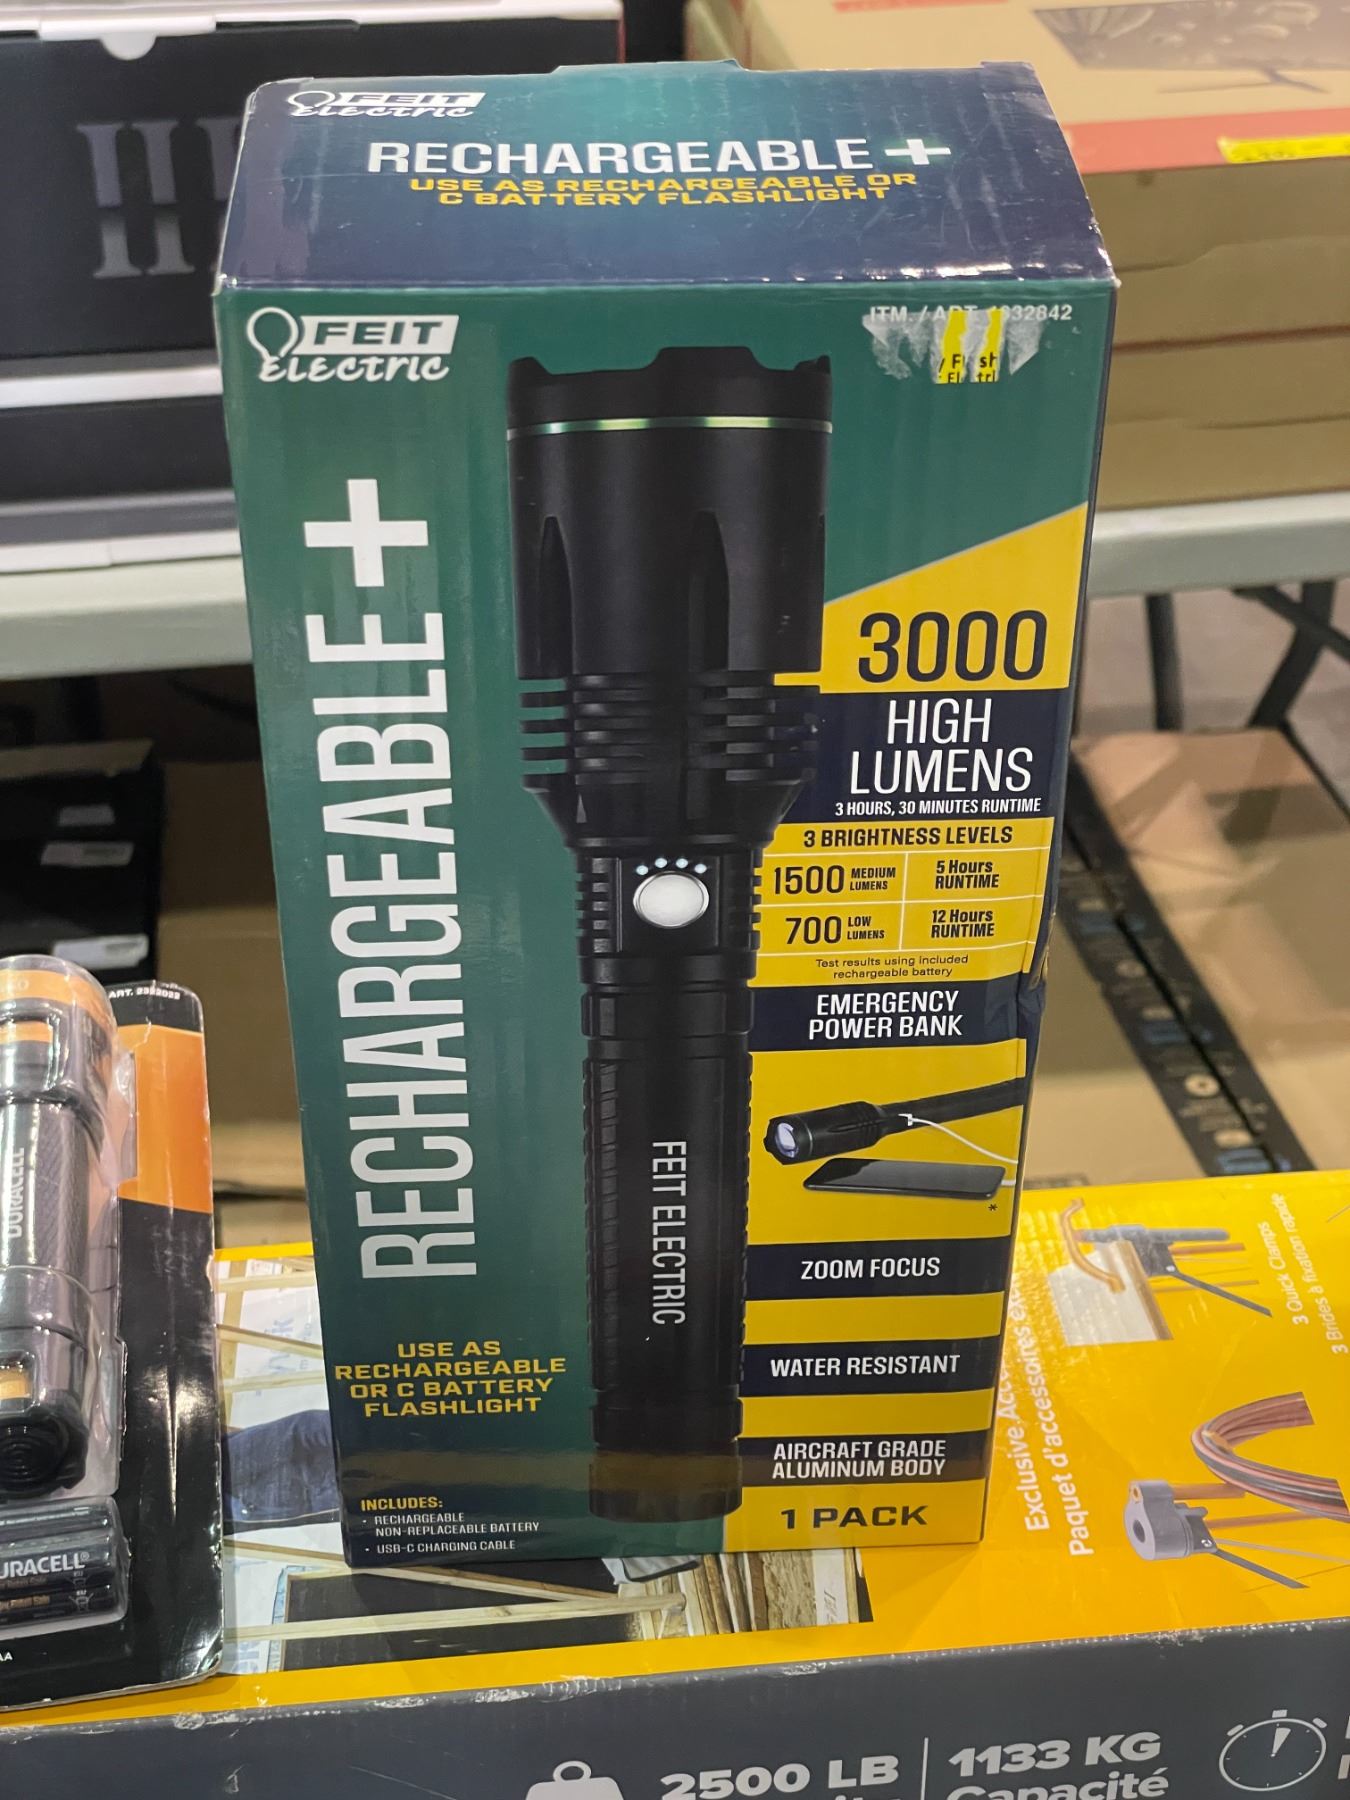 FEIT
ELECTRIC
RECHARGEABLE +
USE AS RECHARGEABLE OR
C BATTERY FLASHLIGHT
FEIT
ELECTRIC
ITM. / ART. 32842
RECHARGEABLE+
3000
HIGH
LUMENS
3 HOURS, 30 MINUTES RUNTIME
3 BRIGHTNESS LEVELS
1500 MEDIUM LUMENS
5 Hours
RUNTIME
700 LOW LUMENS
12 Hours
RUNTIME
Test results using included
rechargeable battery
EMERGENCY
POWER BANK
*
FEIT ELECTRIC
ZOOM FOCUS
WATER RESISTANT
AIRCRAFT GRADE
ALUMINUM BODY
1 PACK
USE AS
RECHARGEABLE
OR C BATTERY
FLASHLIGHT
INCLUDES:
• RECHARGEABLE
NON-REPLACEABLE BATTERY
• USB-C CHARGING CABLE
ART. 2322022
DURACELL
DURACELL®
3 Quick Clamps
3 Brides à fixation rapide
Exclusive
Paquet d'accessoires
2500 LB | 1133 KG
Capacité